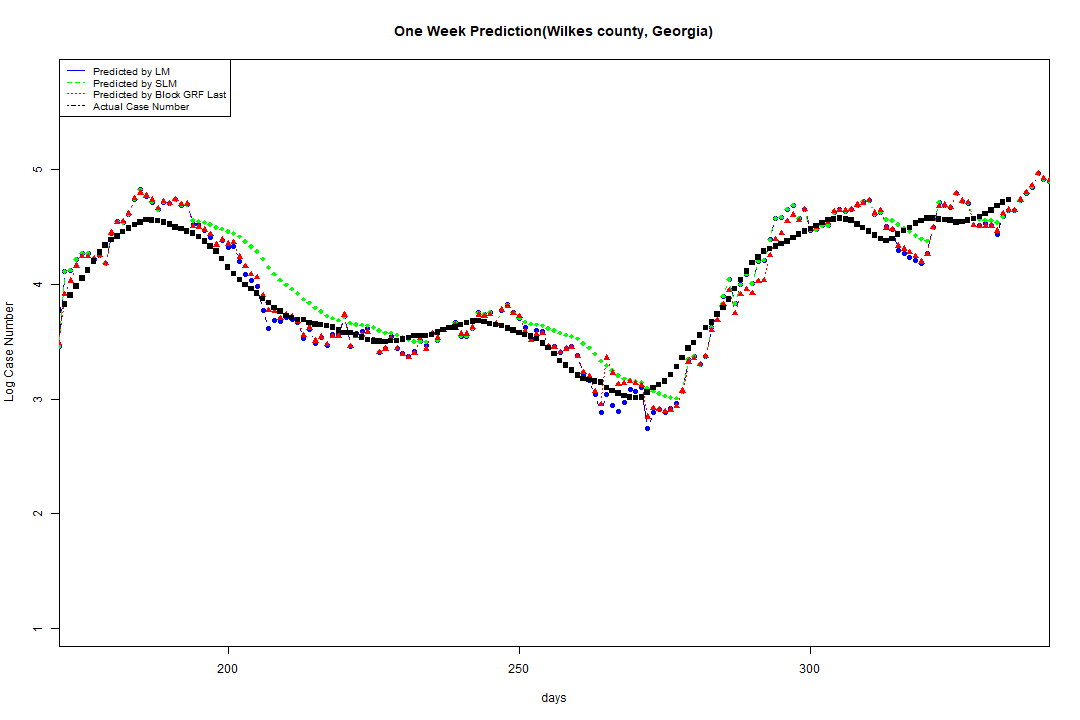 One Week Prediction(Wilkes county, Georgia)
Predicted by LM
Predicted by SLM
Predicted by Block GRF Last
Actual Case Number
5
4
3
2
1
Log Case Number
200 250 300
days